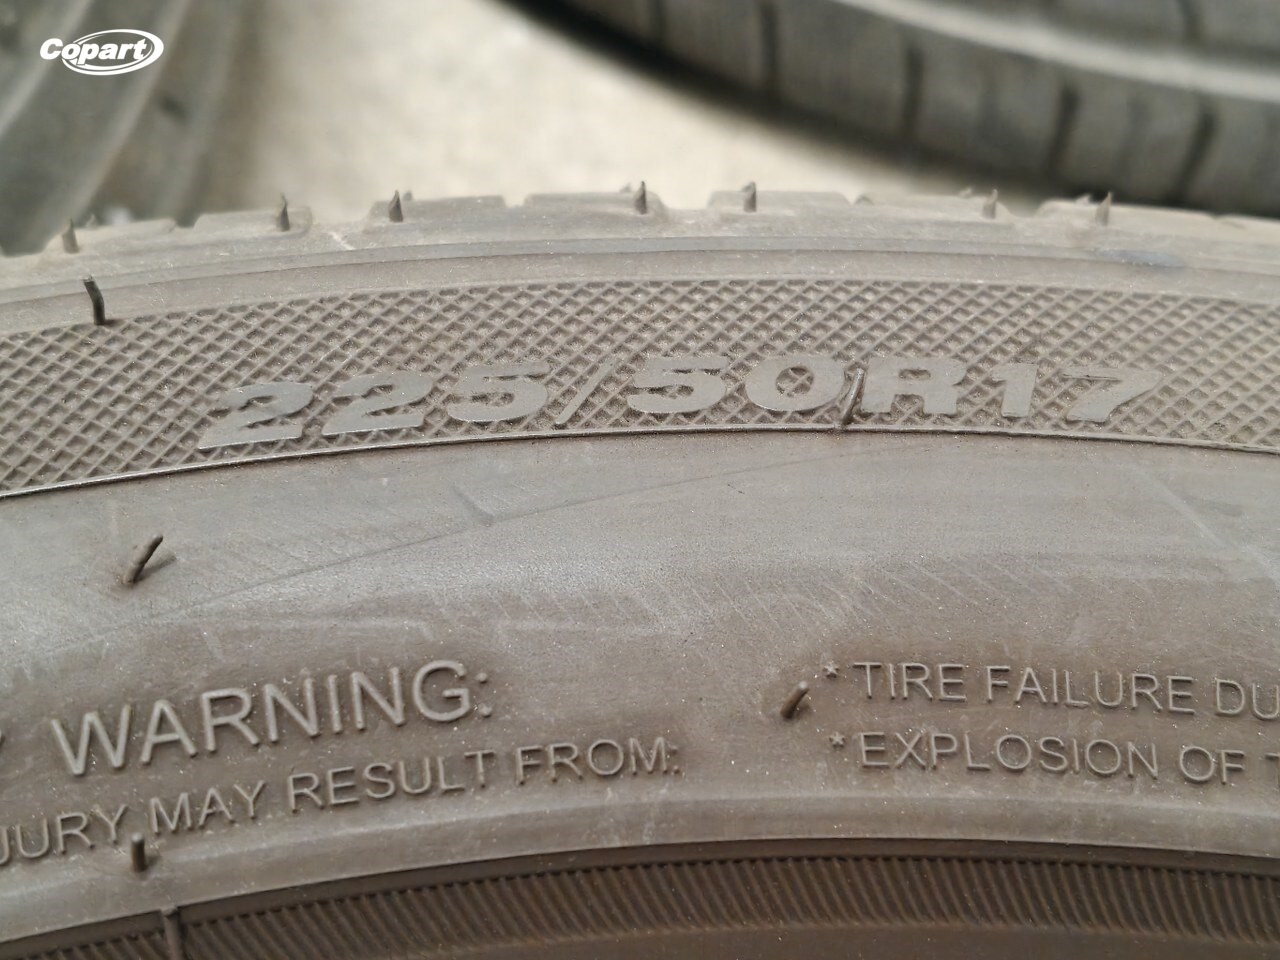 Copart
225/50R17
WARNING:
JURY MAY RESULT FROM:
* TIRE FAILURE DU
* EXPLOSION OF T